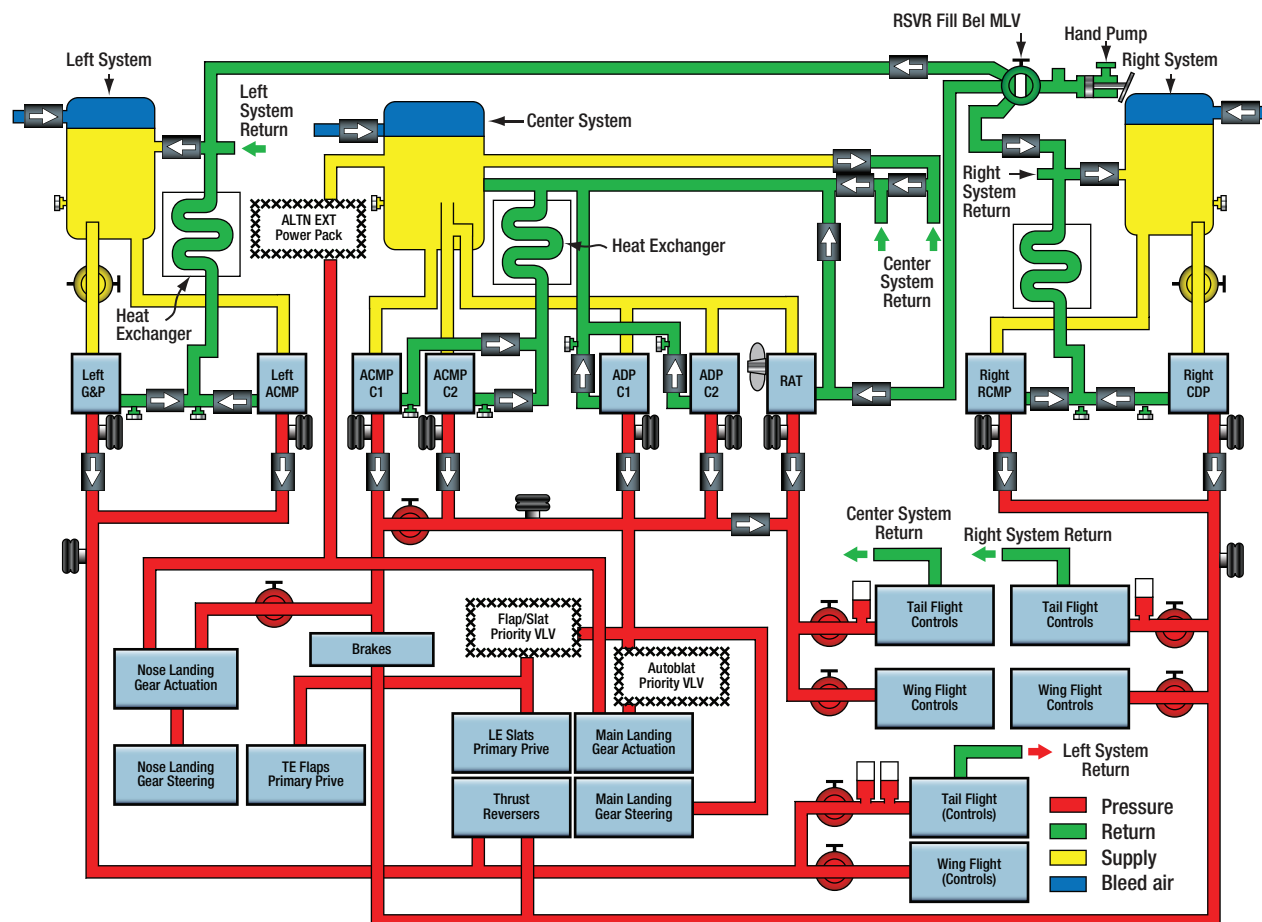 RSVR Fill Bel MLV
Hand Pump
Right System
Left System
Left
System
Return
Center System
Right
System
Return
ALTN EXT
Power Pack
Heat Exchanger
Center
System
Return
Heat
Exchanger
Left
G&P
Left
ACMP
ACMP
C1
ACMP
C2
ADP
C1
ADP
C2
RAT
Right
RCMP
Right
CDP
Center System
Return
Right System Return
Tail Flight
Controls
Tail Flight
Controls
Flap/Slat
Priority VLV
Brakes
Autoblat
Priority VLV
Nose Landing
Gear Actuation
Wing Flight
Controls
Wing Flight
Controls
LE Slats
Primary Prive
Main Landing
Gear Actuation
Nose Landing
Gear Steering
TE Flaps
Primary Prive
Left System
Return
Thrust
Reversers
Main Landing
Gear Steering
Tail Flight
(Controls)
Wing Flight
(Controls)
Pressure
Return
Supply
Bleed air